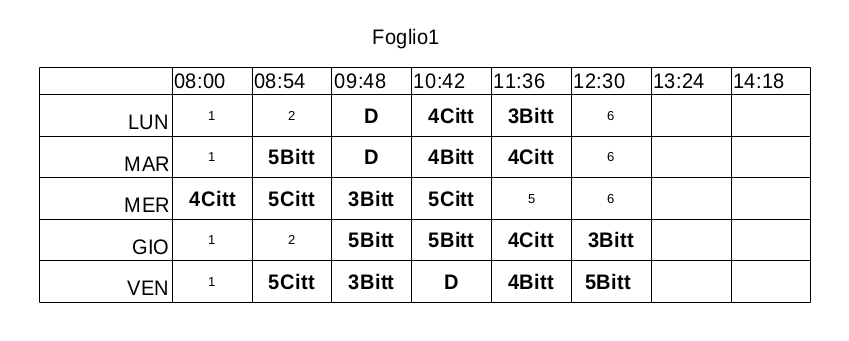 Foglio1
08:00 08:54 09:48 10:42 11:36 12:30 13:24 14:18
LUN 1 2 D 4Citt 3Bitt 6
MAR 1 5Bitt D 4Bitt 4Citt 6
MER 4Citt 5Citt 3Bitt 5Citt 5 6
GIO 1 2 5Bitt 5Bitt 4Citt 3Bitt
VEN 1 5Citt 3Bitt D 4Bitt 5Bitt